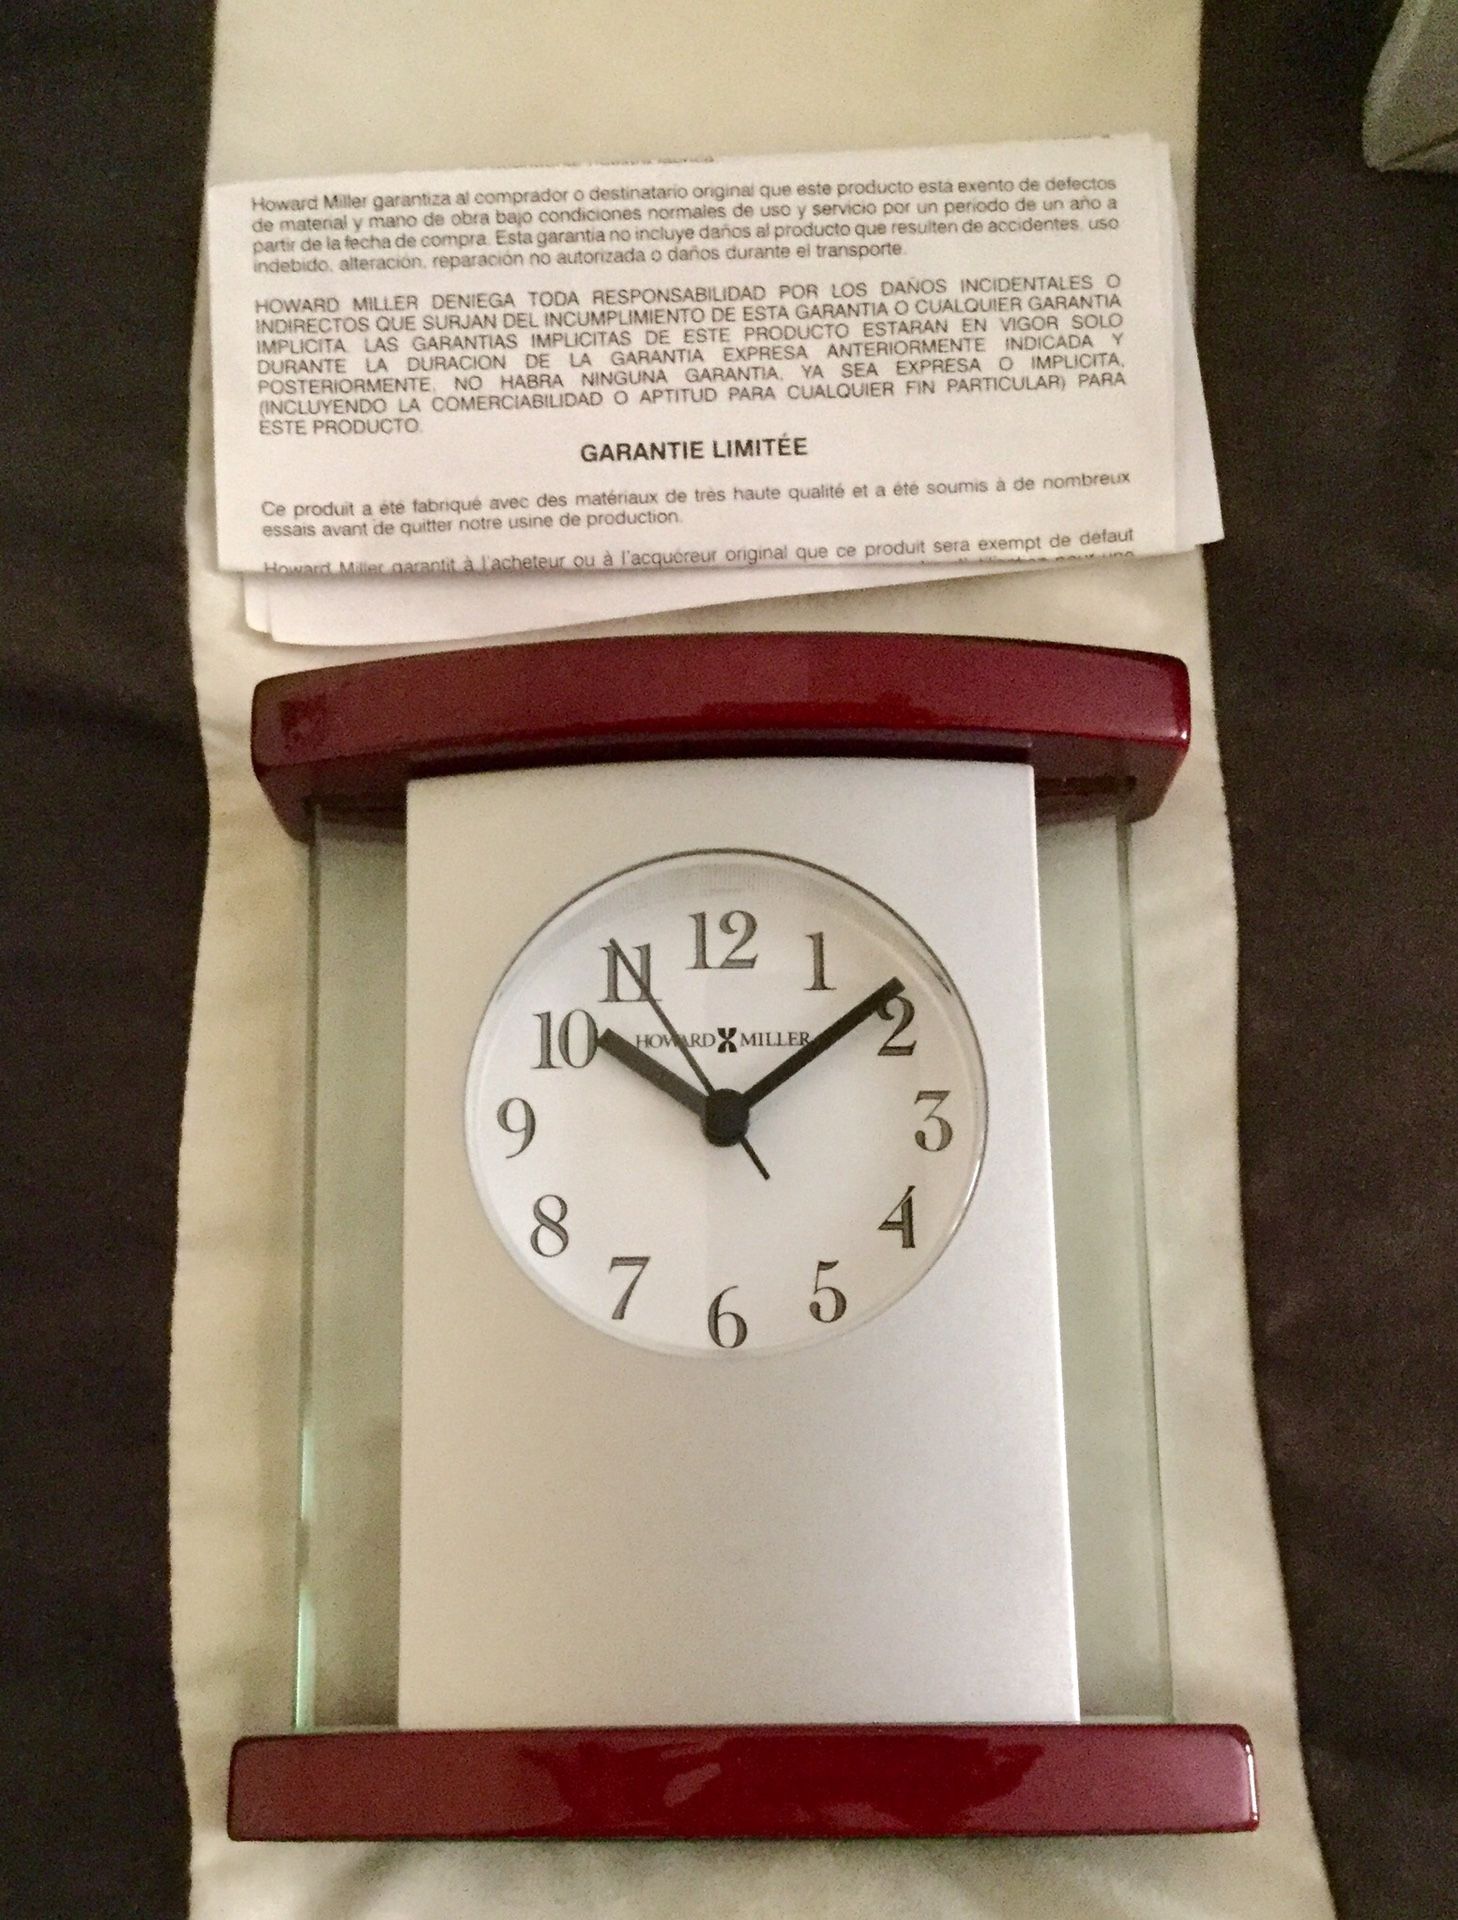 Howard Miller garantiza al comprador o destinatario original que este producto está exento de defectos
de material y mano de obra bajo condiciones normales de uso y servicio por un periodo de un año a
partir de la fecha de compra. Esta garantia no incluye daños al producto que resulten de accidentes, uso
indebido, alteración, reparación no autorizada o daños durante el transporte.
HOWARD MILLER DENIEGA TODA RESPONSABILIDAD POR LOS DAÑOS INCIDENTALES O
INDIRECTOS QUE SURJAN DEL INCUMPLIMIENTO DE ESTA GARANTIA O CUALQUIER GARANTIA
IMPLICITA. LAS GARANTIAS IMPLICITAS DE ESTE PRODUCTO ESTARAN EN VIGOR SOLO
DURANTE LA DURACION DE LA GARANTIA EXPRESA ANTERIORMENTE INDICADA Y
POSTERIORMENTE, NO HABRA NINGUNA GARANTIA, YA SEA EXPRESA O IMPLICITA,
(INCLUYENDO LA COMERCIABILIDAD O APTITUD PARA CUALQUIER FIN PARTICULAR) PARA
ESTE PRODUCTO.
GARANTIE LIMITÉE
Ce produit a été fabriqué avec des matériaux de très haute qualité et a été soumis à de nombreux
essais avant de quitter notre usine de production.
Howard Miller garantit à l'acheteur ou à l'acquéreur original que ce produit sera exempt de défaut
12
11
1
10
HOWARD MILLER
2
9
3
8
4
7
5
6